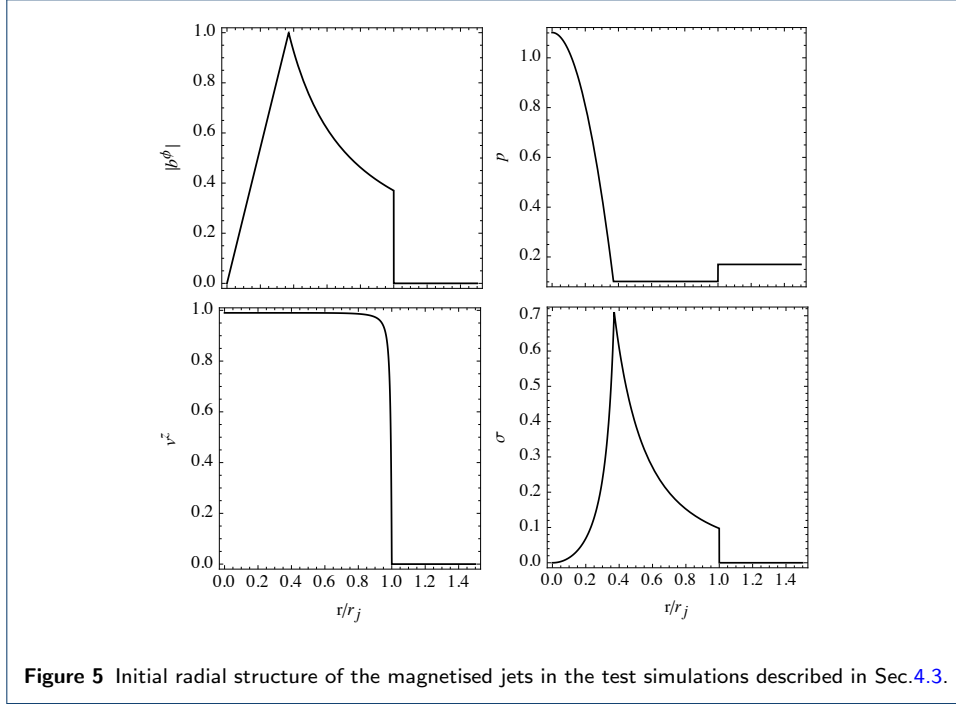 1.0
0.8
0.6
0.4
0.2
0.0
|b^ϕ|
1.0
0.8
0.6
0.4
0.2
p
1.0
0.8
0.6
0.4
0.2
0.0
v^z
0.0 0.2 0.4 0.6 0.8 1.0 1.2 1.4
r/r_j
0.7
0.6
0.5
0.4
0.3
0.2
0.1
0.0
σ
0.0 0.2 0.4 0.6 0.8 1.0 1.2 1.4
r/r_j
Figure 5 Initial radial structure of the magnetised jets in the test simulations described in Sec.4.3.